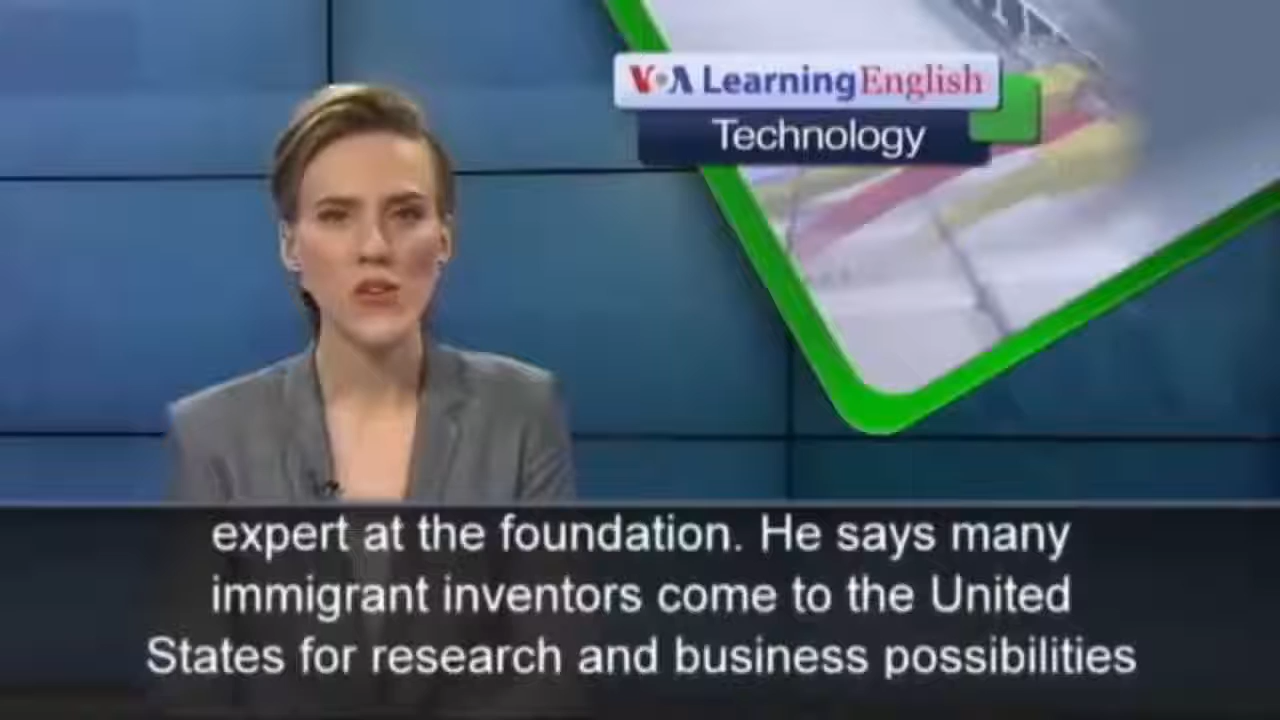 VOA Learning English
Technology
expert at the foundation. He says many
immigrant inventors come to the United
States for research and business possibilities